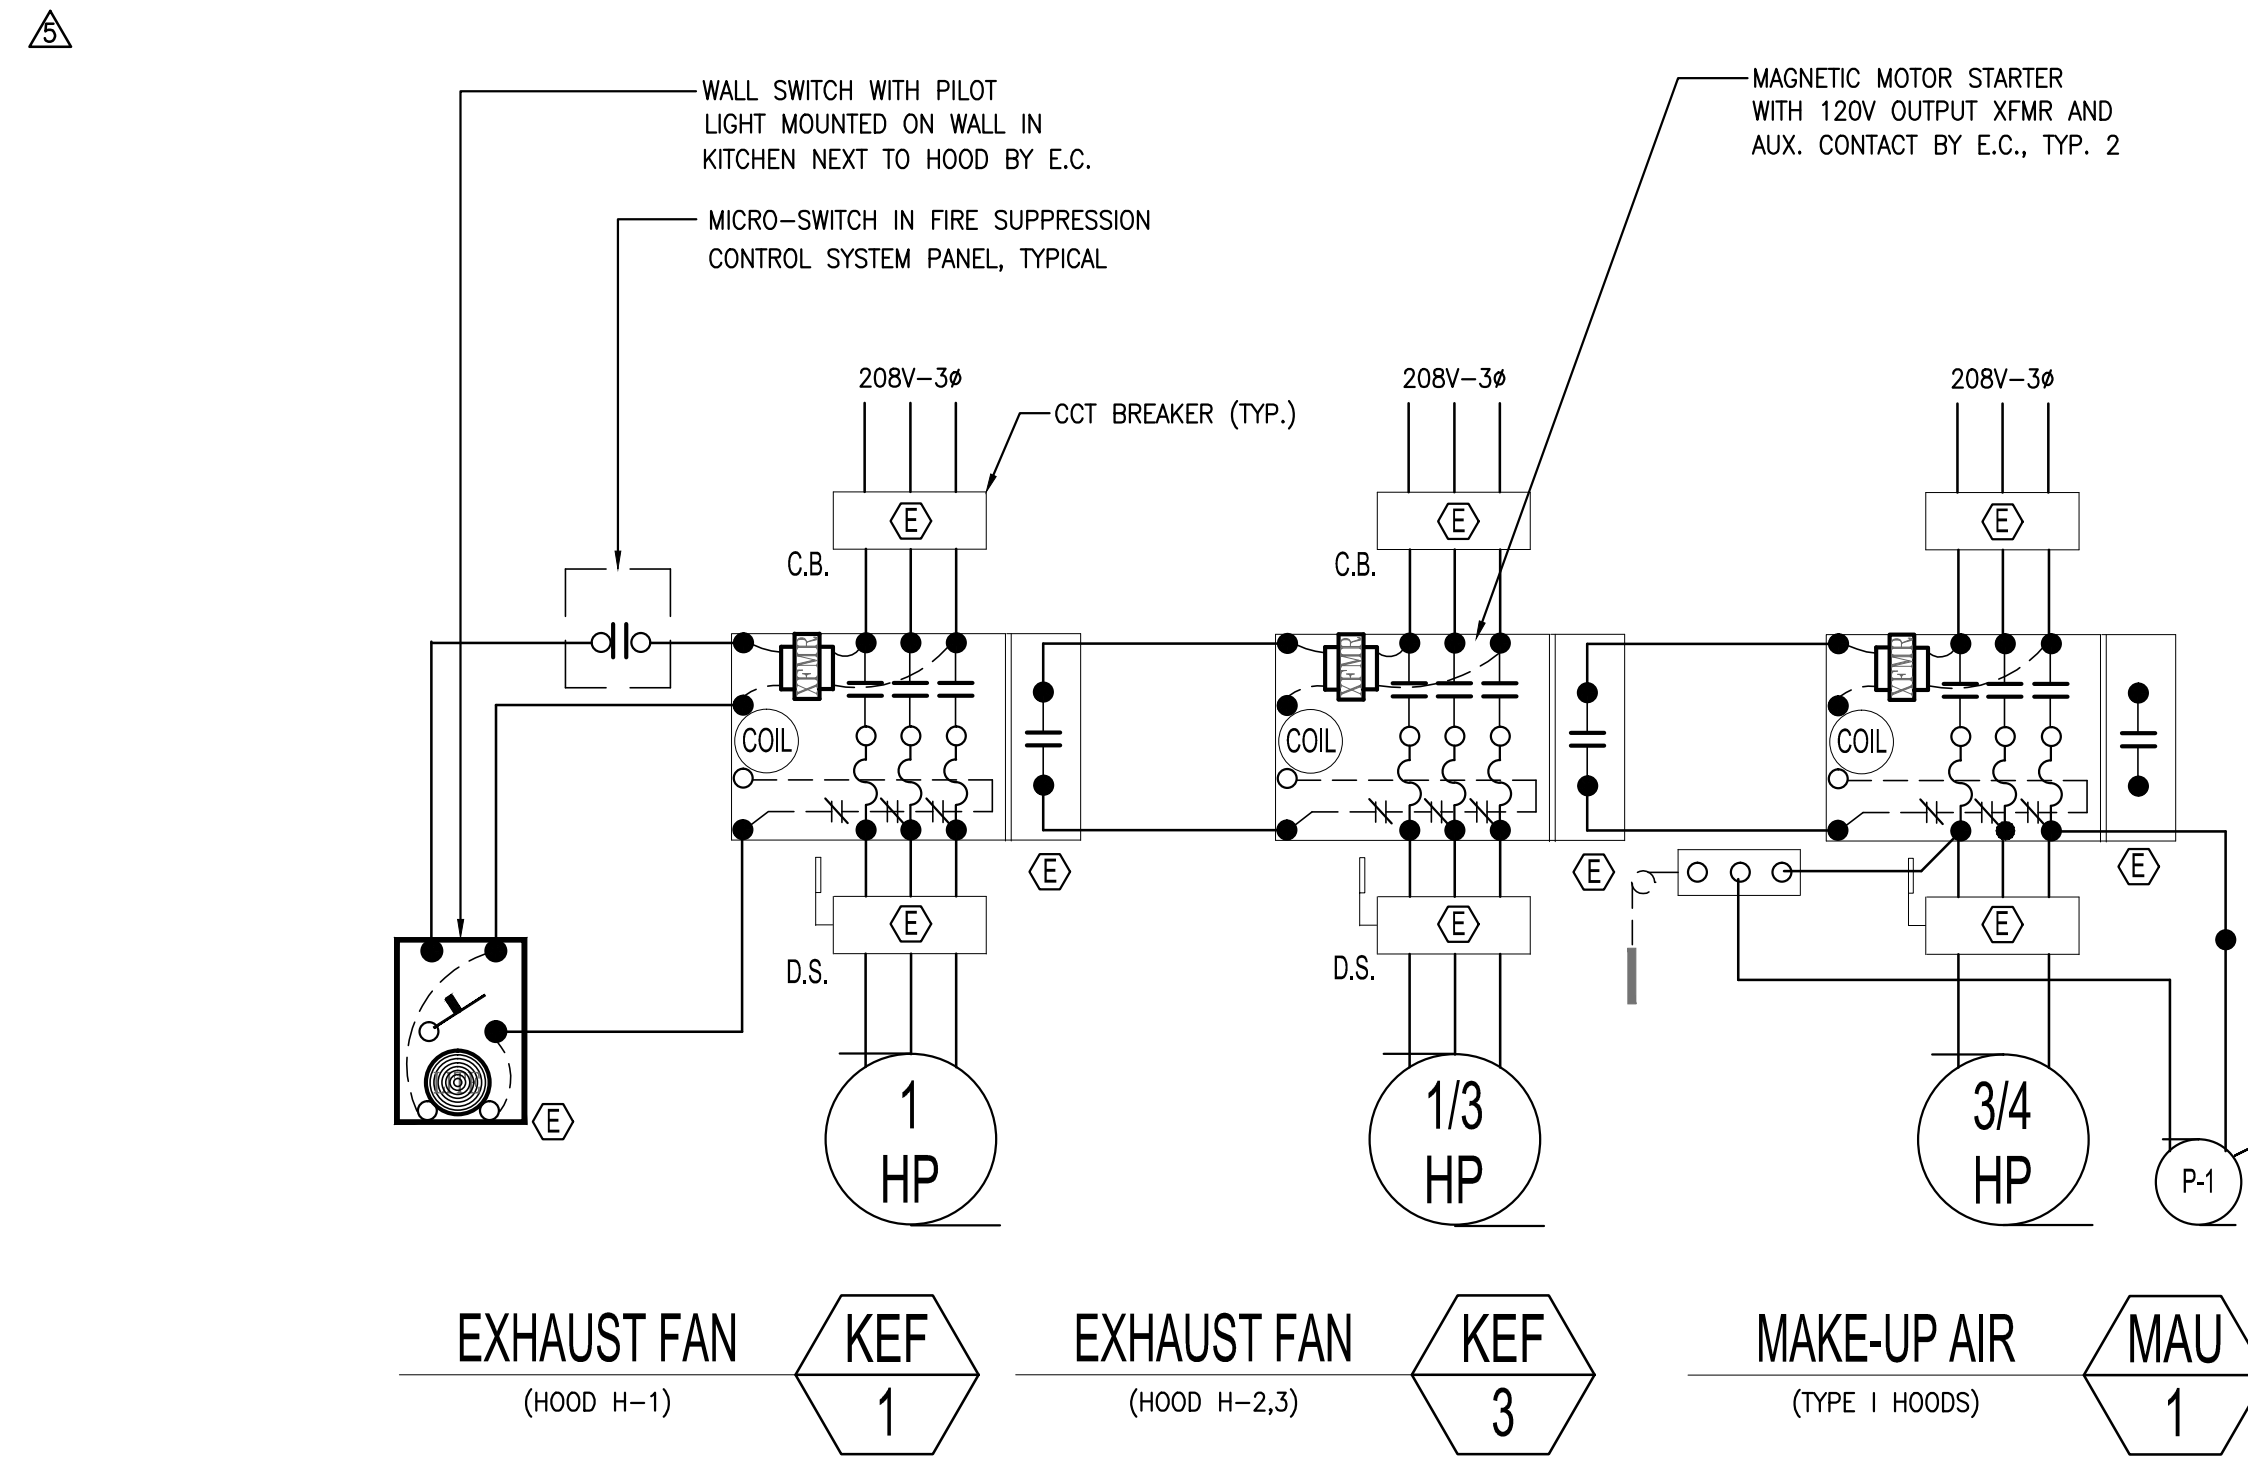 5
WALL SWITCH WITH PILOT
LIGHT MOUNTED ON WALL IN
KITCHEN NEXT TO HOOD BY E.C.
MICRO-SWITCH IN FIRE SUPPRESSION
CONTROL SYSTEM PANEL, TYPICAL
MAGNETIC MOTOR STARTER
WITH 120V OUTPUT XFMR AND
AUX. CONTACT BY E.C., TYP. 2
208V-3ø
208V-3ø
208V-3ø
CCT BREAKER (TYP.)
E
E
E
C.B.
C.B.
XFMR
XFMR
XFMR
COIL
COIL
COIL
E
E
E
E
E
E
D.S.
D.S.
E
1
HP
1/3
HP
3/4
HP
P-1
EXHAUST FAN
(HOOD H-1)
KEF
1
EXHAUST FAN
(HOOD H-2,3)
KEF
3
MAKE-UP AIR
(TYPE I HOODS)
MAU
1